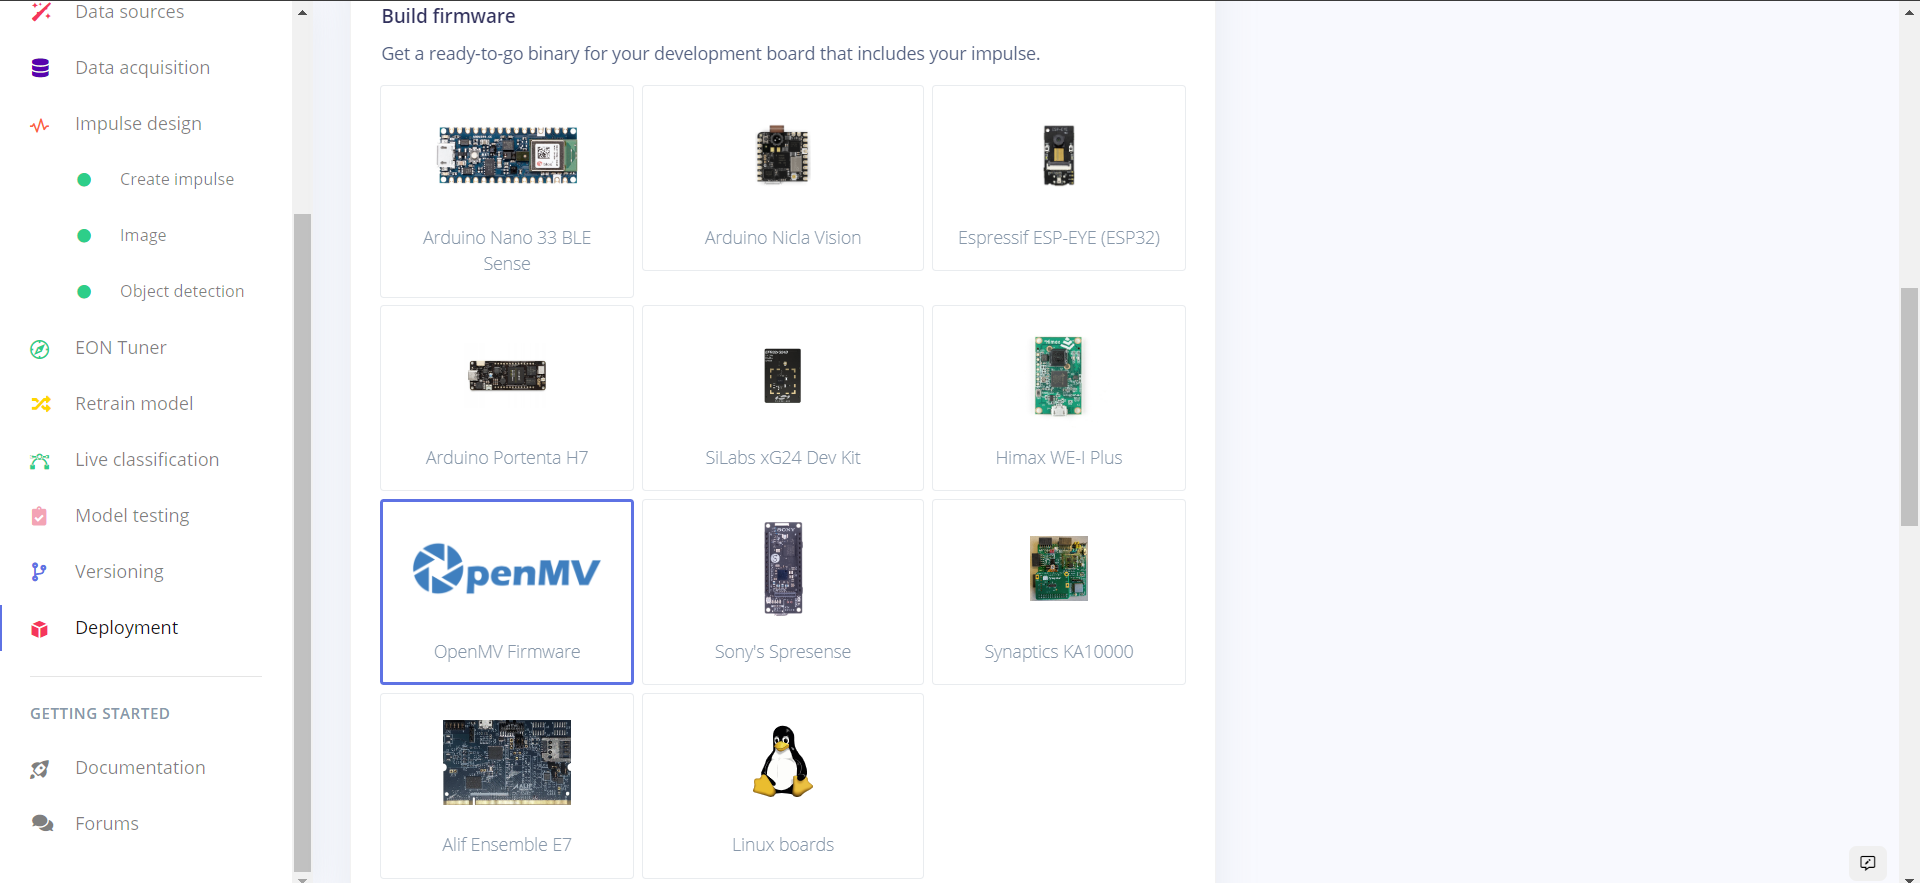 Data sources
Data acquisition
Impulse design
Create impulse
Image
Object detection
EON Tuner
Retrain model
Live classification
Model testing
Versioning
Deployment
GETTING STARTED
Documentation
Forums
Build firmware
Get a ready-to-go binary for your development board that includes your impulse.
Arduino Nano 33 BLE
Sense
Arduino Nicla Vision
Espressif ESP-EYE (ESP32)
Arduino Portenta H7
SiLabs xG24 Dev Kit
Himax WE-I Plus
OpenMV
OpenMV Firmware
SONY
Sony's Spresense
Synaptics KA10000
Alif Ensemble E7
Linux boards